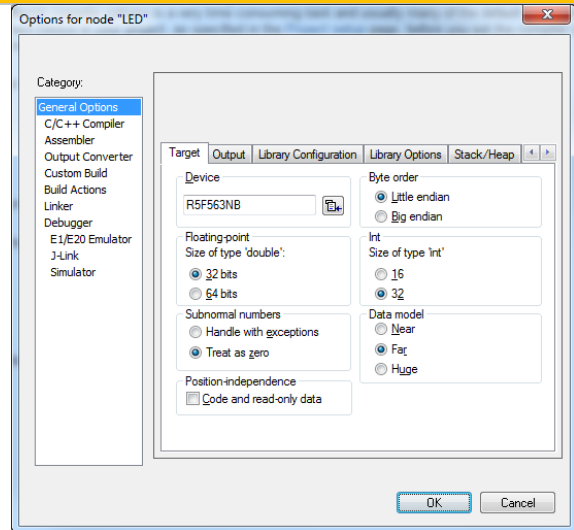 Options for node "LED"
Category:
General Options
C/C++ Compiler
Assembler
Output Converter
Custom Build
Build Actions
Linker
Debugger
E1/E20 Emulator
J-Link
Simulator
Target Output Library Configuration Library Options Stack/Heap
Device
R5F563NB
Byte order
Little endian
Big endian
Floating-point
Size of type 'double':
32 bits
64 bits
Int
Size of type 'int'
16
32
Subnormal numbers
Handle with exceptions
Treat as zero
Data model
Near
Far
Huge
Position-independence
Code and read-only data
OK Cancel